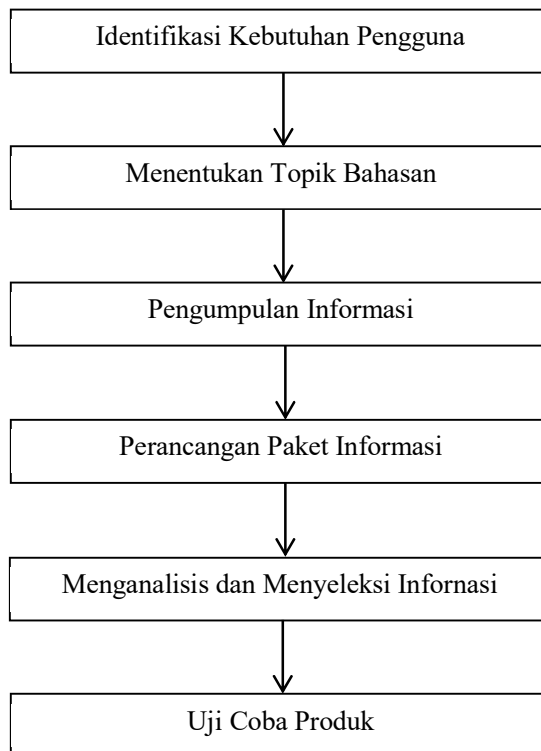 Identifikasi Kebutuhan Pengguna
Menentukan Topik Bahasan
Pengumpulan Informasi
Perancangan Paket Informasi
Menganalisis dan Menyeleksi Infornasi
Uji Coba Produk